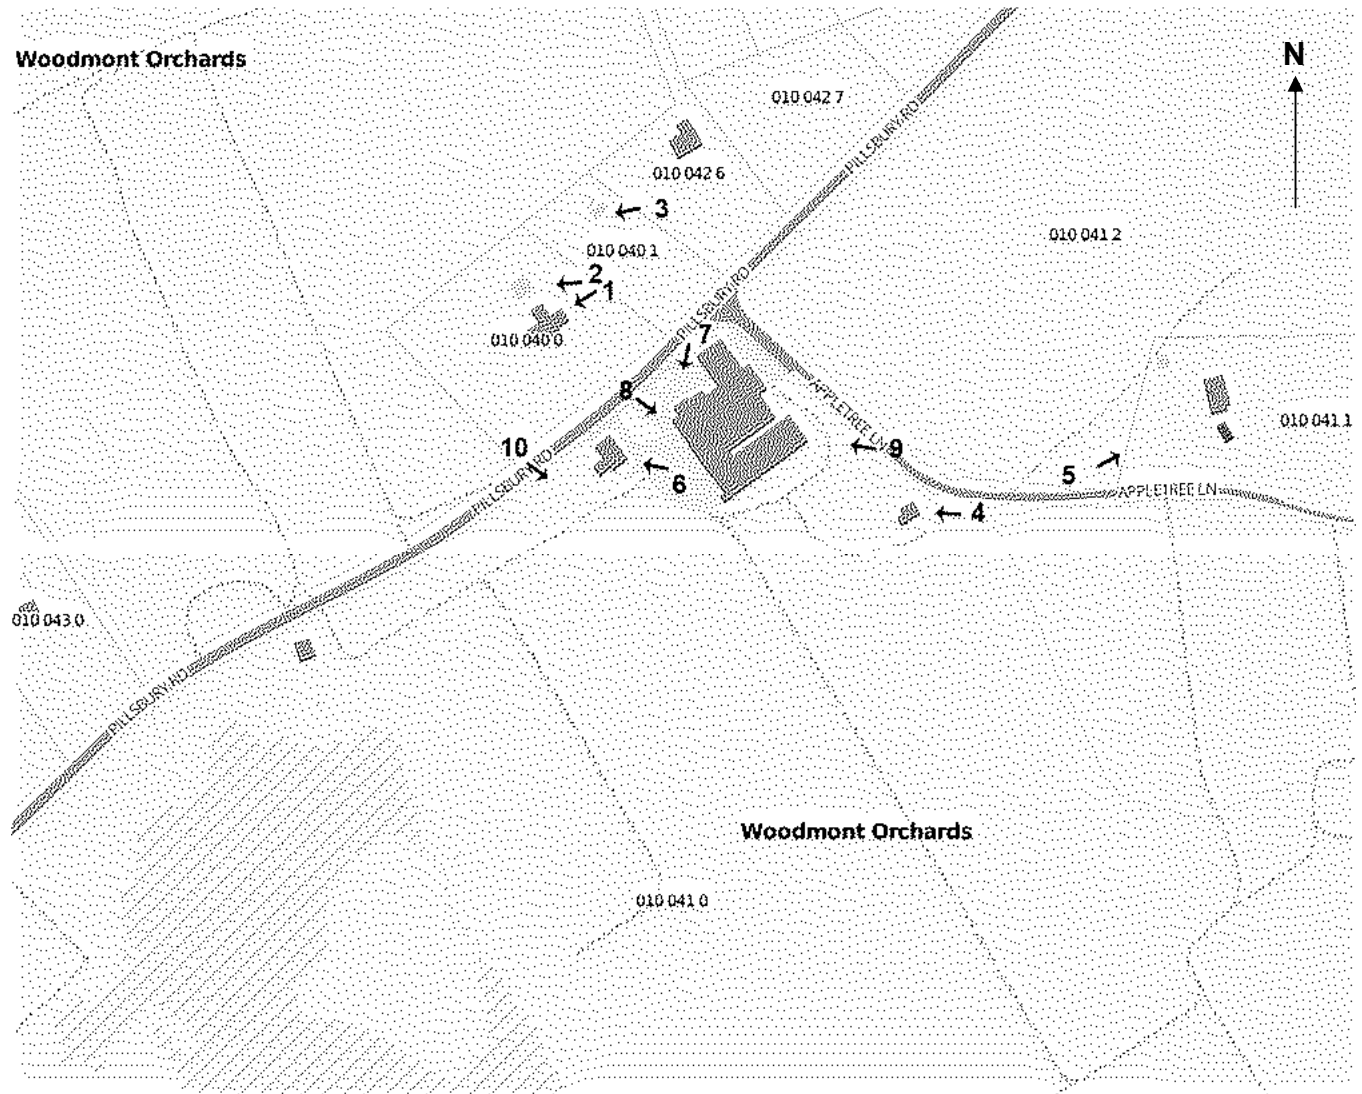 Woodmont Orchards
N
010 042 7
PILLSBURY RD
010 042 6
3
010 040 1
010 041 2
2
1
PILLSBURY RD
7
010 040 0
8
APPLETREE LN
010 041 1
10
9
PILLSBURY RD
6
5
APPLETREE LN
4
010 043 0
PILLSBURY RD
Woodmont Orchards
010 041 0